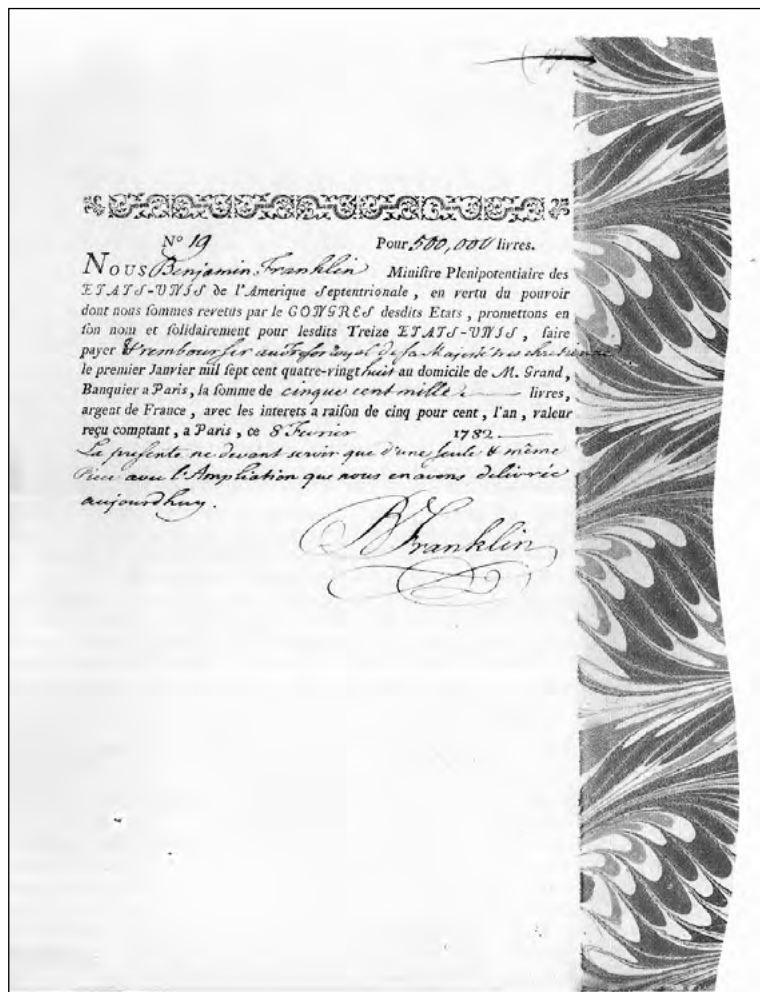 N° 19 Pour 500,000 livres.
NOUS Benjamin Franklin Ministre Plenipotentiaire des
ETATS-UNIS de l'Amerique Septentrionale, en vertu du pouvoir
dont nous sommes revetus par le CONGRES desdits Etats, promettons en
son nom et solidairement pour lesdits Treize ETATS-UNIS, faire
payer & rembourser au Tresor royal de sa Majesté tres chretienne
le premier Janvier mil sept cent quatre-vingt huit au domicile de M. Grand,
Banquier a Paris, la somme de cinque cent mille livres,
argent de France, avec les interets a raison de cinq pour cent, l'an, valeur
reçu comptant, a Paris, ce 8 Fevrier 1782
La presente ne devant servir que d'une seule & même
Piece avec l'Ampliation que nous en avons delivrée
aujourdhuy.
B Franklin